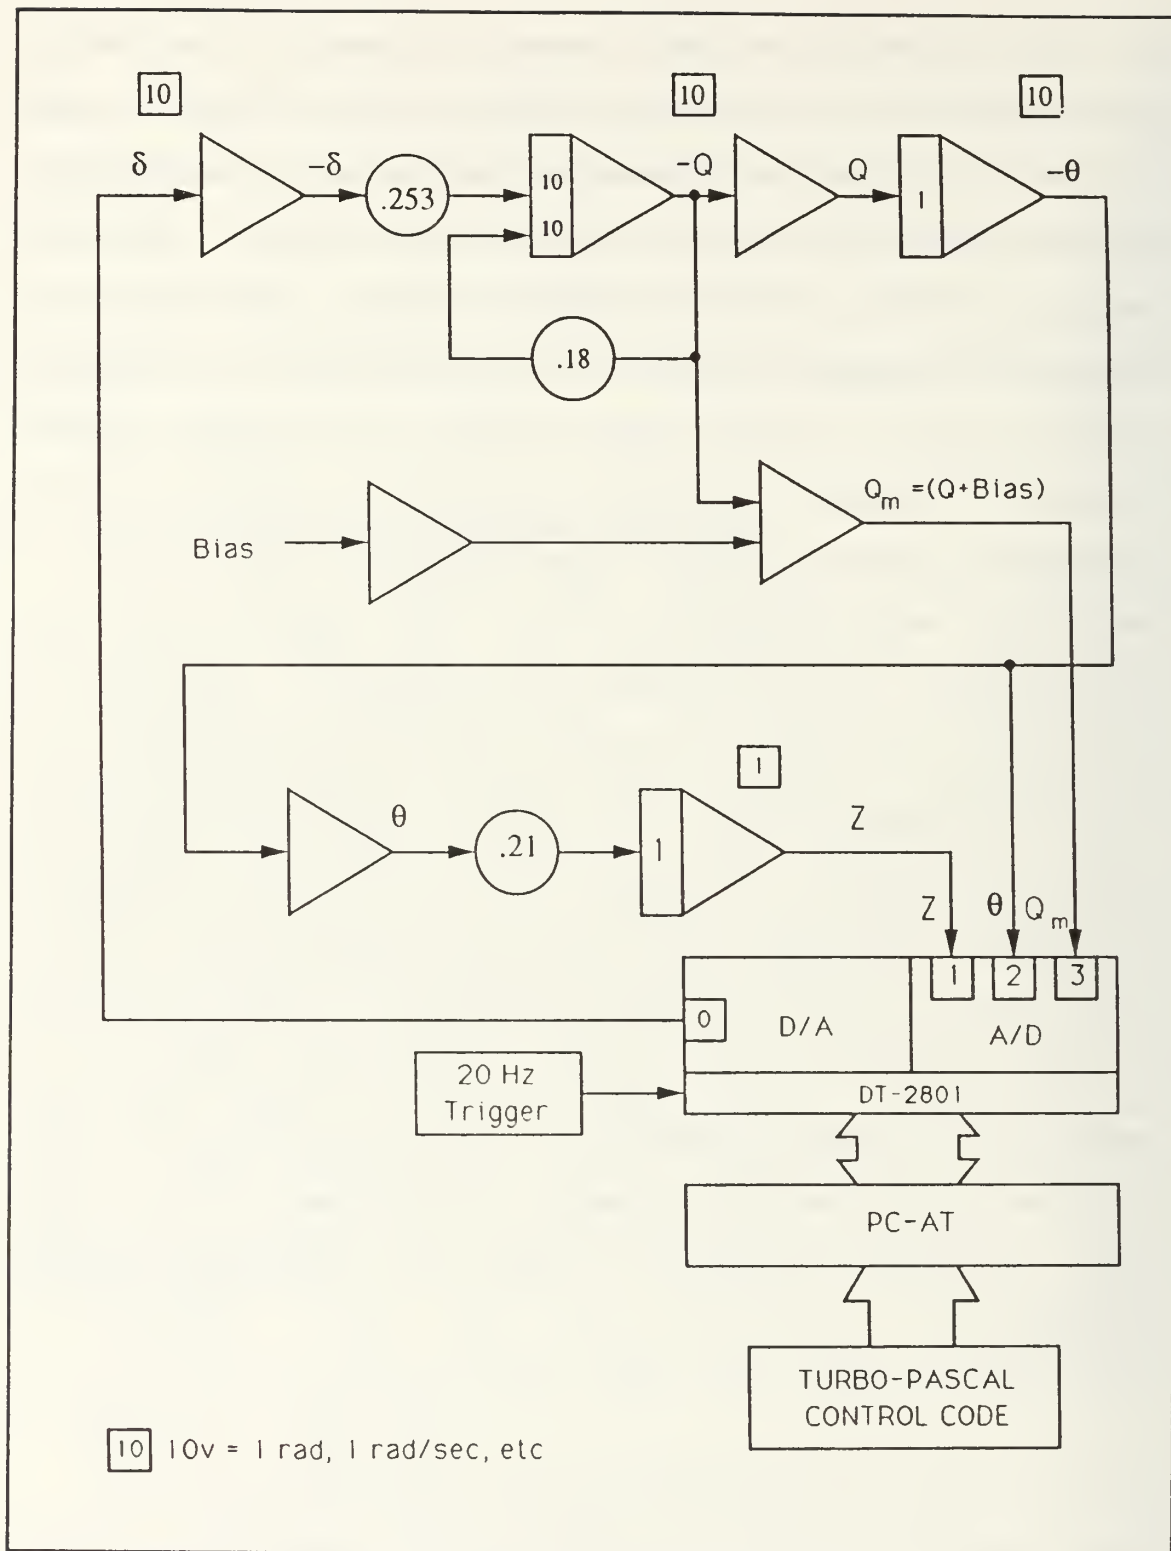 10 10 10
δ -δ .253 10 -Q Q 1 -θ
10
.18
Q_m =(Q+Bias)
Bias
1
θ .21 1 Z
Z θ Q_m
1 2 3
0 D/A A/D
20 Hz
Trigger
DT-2801
PC-AT
TURBO-PASCAL
CONTROL CODE
10 10v = 1 rad, 1 rad/sec, etc